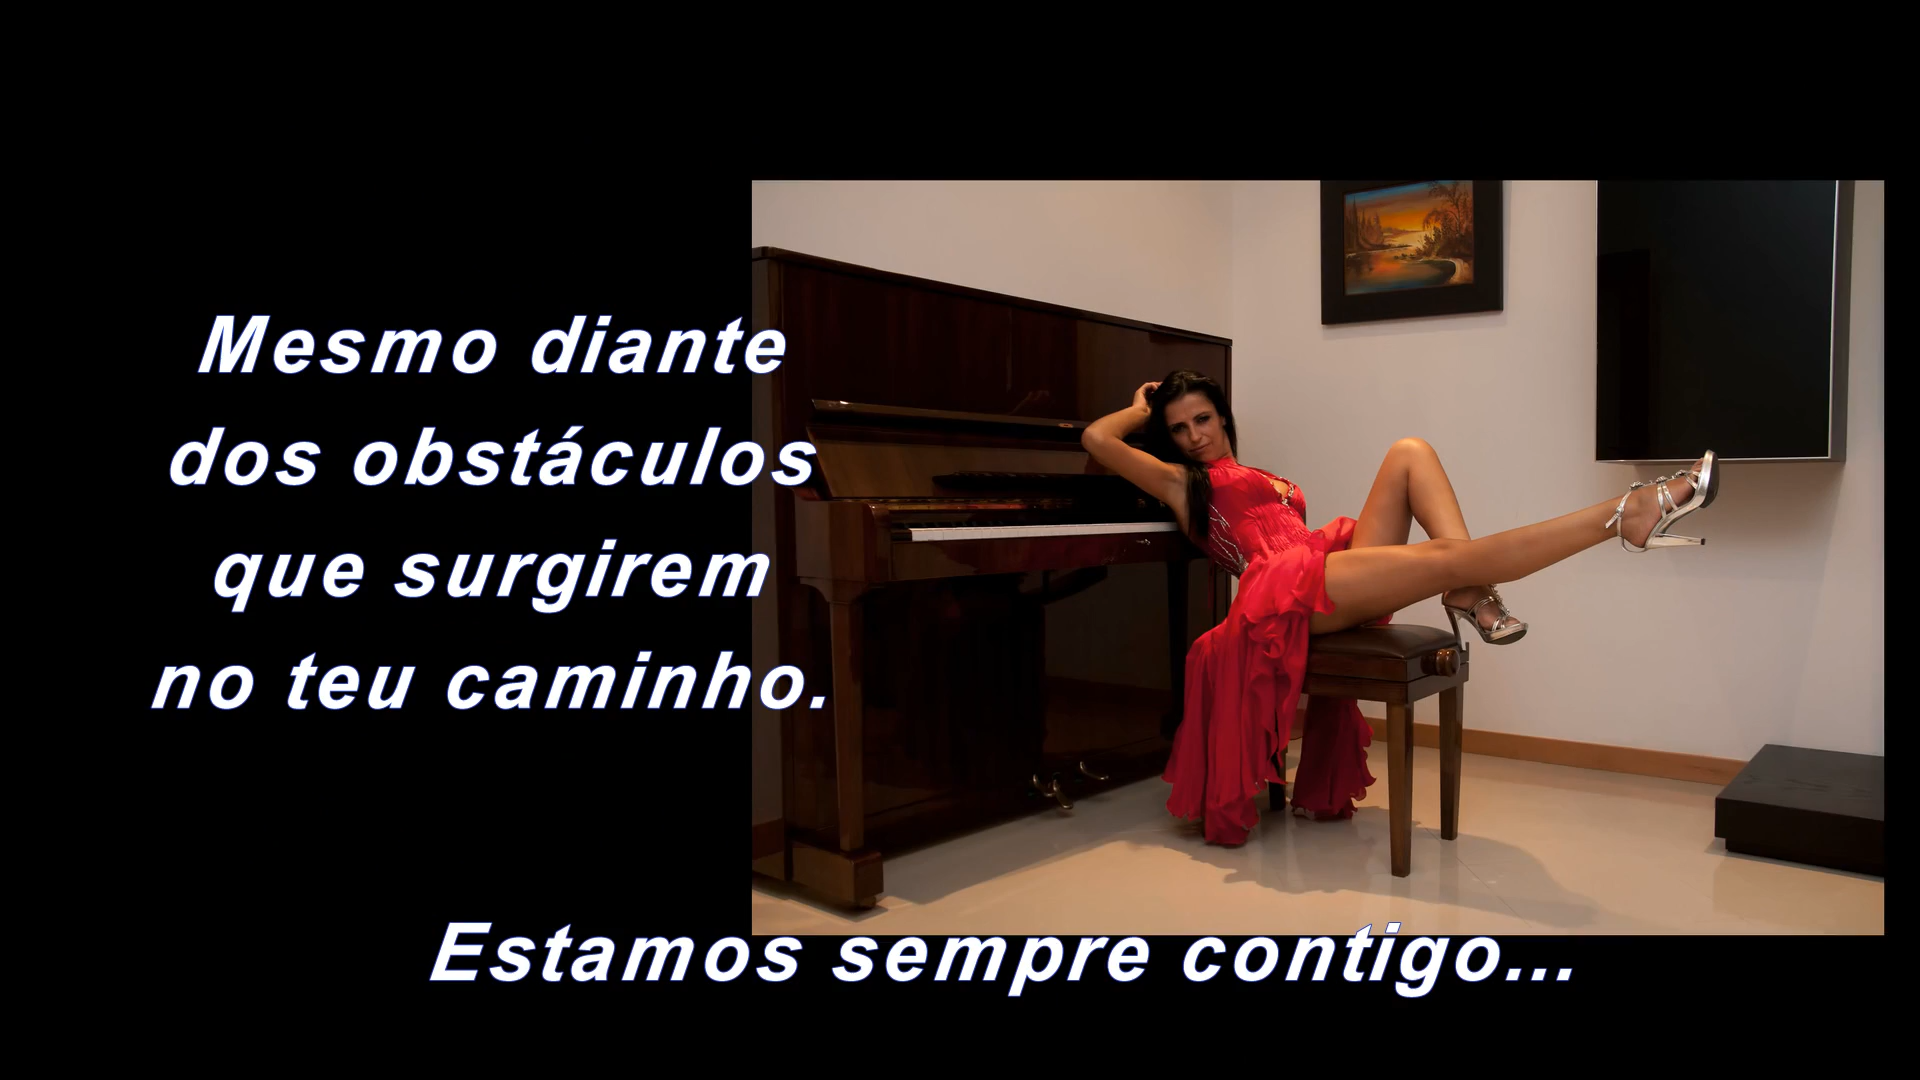 Mesmo diante
dos obstáculos
que surgirem
no teu caminho.
Estamos sempre contigo...